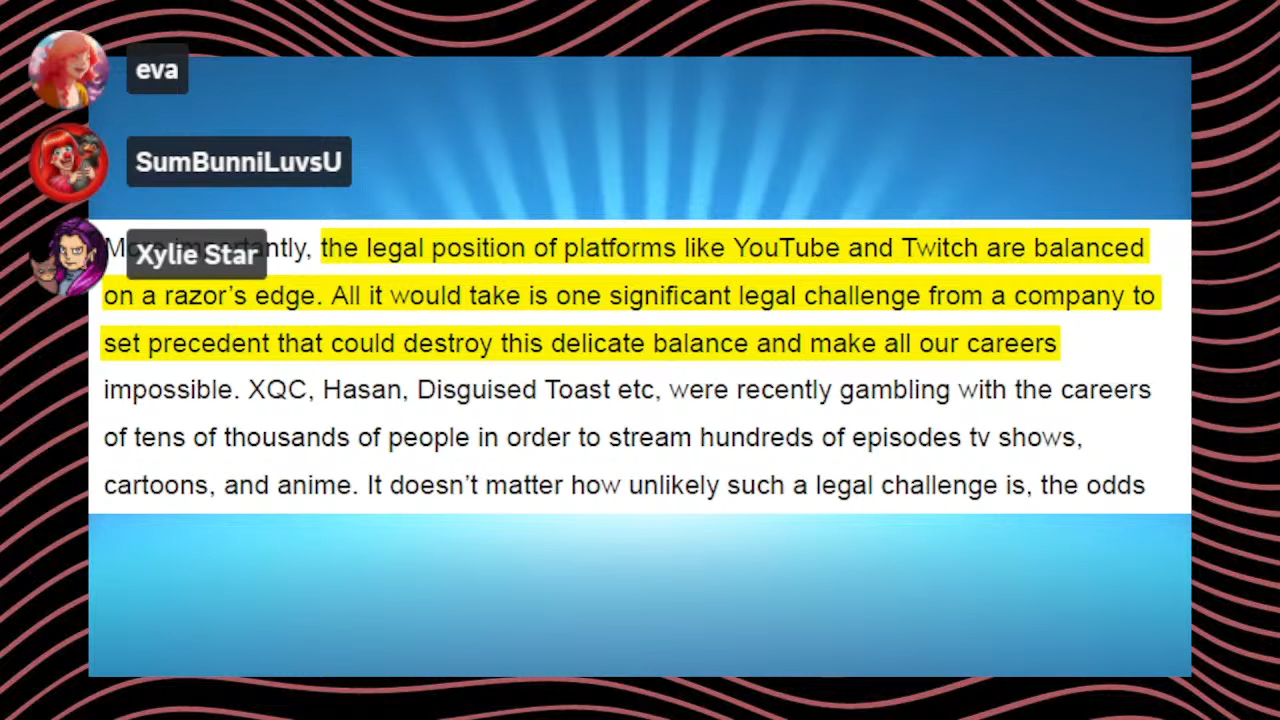 eva
SumBunniLuvsU
Xylie Star
More importantly, the legal position of platforms like YouTube and Twitch are balanced
on a razor’s edge. All it would take is one significant legal challenge from a company to
set precedent that could destroy this delicate balance and make all our careers
impossible. XQC, Hasan, Disguised Toast etc, were recently gambling with the careers
of tens of thousands of people in order to stream hundreds of episodes tv shows,
cartoons, and anime. It doesn’t matter how unlikely such a legal challenge is, the odds